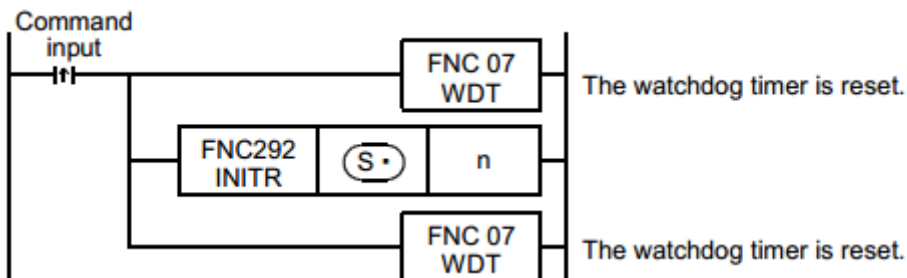 Command
input
FNC 07
WDT
The watchdog timer is reset.
FNC292
INITR
S•
n
FNC 07
WDT
The watchdog timer is reset.